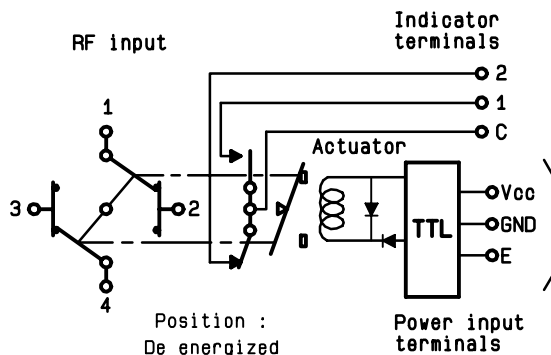 RF input
Indicator
terminals
2
1
C
Actuator
1
3
2
4
TTL
Vcc
GND
E
Position :
De energized
Power input
terminals